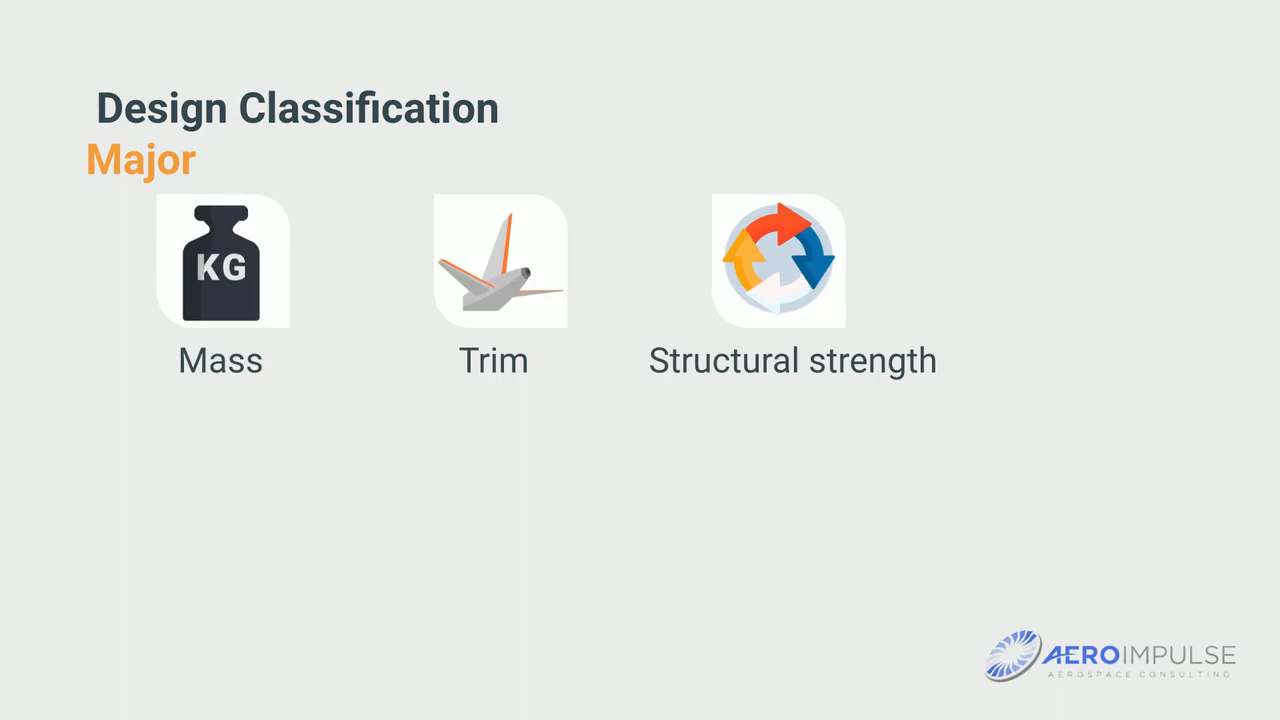 Design Classification
Major
KG
Mass
Trim
Structural strength
AEROIMPULSE
AEROSPACE CONSULTING